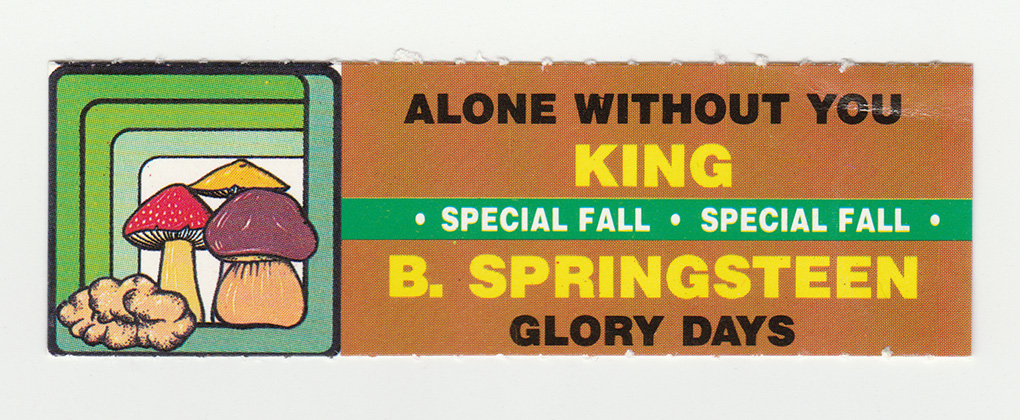 ALONE WITHOUT YOU
KING
• SPECIAL FALL • SPECIAL FALL •
B. SPRINGSTEEN
GLORY DAYS